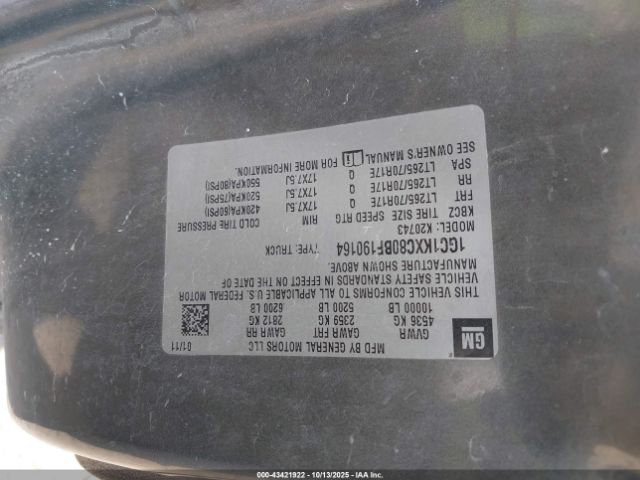 GM
MFD BY GENERAL MOTORS LLC 01/11
GVWR GAWR FRT GAWR RR
4536 KG 2359 KG 2812 KG
10000 LB 5200 LB 6200 LB
THIS VEHICLE CONFORMS TO ALL APPLICABLE U.S. FEDERAL MOTOR
VEHICLE SAFETY STANDARDS IN EFFECT ON THE DATE OF
MANUFACTURE SHOWN ABOVE.
1GC1KXC80BF190164 TYPE: TRUCK
MODEL: K20743
KBCZ TIRE SIZE SPEED RTG RIM COLD TIRE PRESSURE
FRT LT265/70R17E Q 17X7.5J 420KPA(60PSI)
RR LT265/70R17E Q 17X7.5J 520KPA(75PSI)
SPA LT265/70R17E Q 17X7.5J 550KPA(80PSI)
SEE OWNER'S MANUAL FOR MORE INFORMATION.
00-43421922 | 10/13/2025 | Copyright © IAA, LLC.